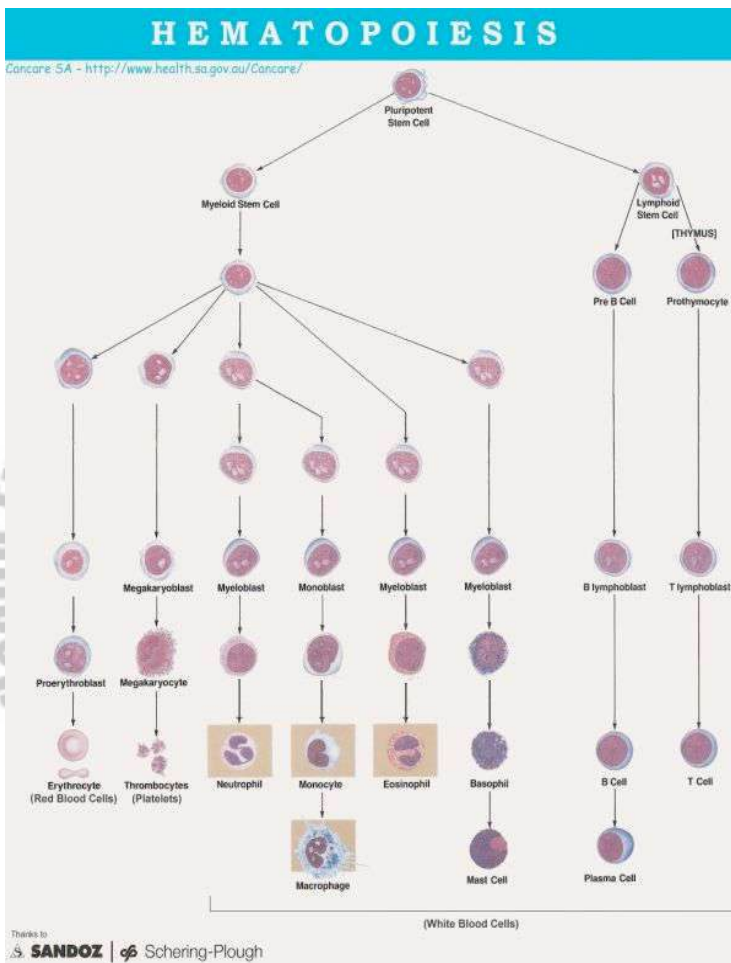 HEMATOPOIESIS
Cancare SA - http://www.health.sa.gov.au/Cancare/
Pluripotent
Stem Cell
Myeloid Stem Cell
Lymphoid
Stem Cell
[THYMUS]
Pre B Cell
Prothymocyte
Megakaryoblast
Myeloblast
Monoblast
Myeloblast
Myeloblast
B lymphoblast
T lymphoblast
Proerythroblast
Megakaryocyte
Erythrocyte
(Red Blood Cells)
Thrombocytes
(Platelets)
Neutrophil
Monocyte
Eosinophil
Basophil
B Cell
T Cell
Macrophage
Mast Cell
Plasma Cell
(White Blood Cells)
Thanks to
SANDOZ | Schering-Plough